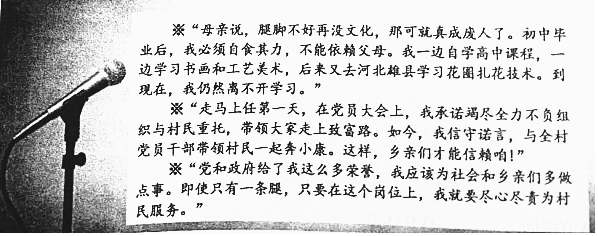 ※“母亲说，腿脚不好再没文化，那可就真成废人了。初中毕
业后，我必须自食其力，不能依赖父母。我一边自学高中课程，一
边学习书画和工艺美术，后来又去河北雄县学习花圈扎花技术。到
现在，我仍然离不开学习。”
※“走马上任第一天，在党员大会上，我承诺竭尽全力不负组
织与村民重托，带领大家走上致富路。如今，我信守诺言，与全村
党员干部带领村民一起奔小康。这样，乡亲们才能信赖咱！”
※“党和政府给了我这么多荣誉，我应该为社会和乡亲们多做
点事。即使只有一条腿，只要在这个岗位上，我就要尽心尽责为村
民服务。”